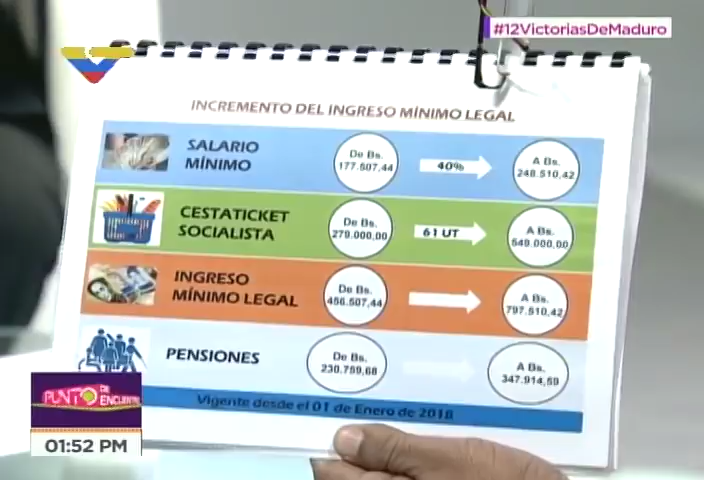 #12VictoriasDeMaduro
INCREMENTO DEL INGRESO MÍNIMO LEGAL
SALARIO
MÍNIMO
De Bs.
177.507,44
40%
A Bs.
248.510,42
CESTATICKET
SOCIALISTA
De Bs.
279.000,00
61 UT
A Bs.
549.000,00
INGRESO
MÍNIMO LEGAL
De Bs.
456.507,44
A Bs.
797.510,42
PENSIONES
De Bs.
230.759,68
A Bs.
347.914,59
Vigente desde el 01 de Enero de 2018
PUNTO DE
ENCUENTRO
01:52 PM